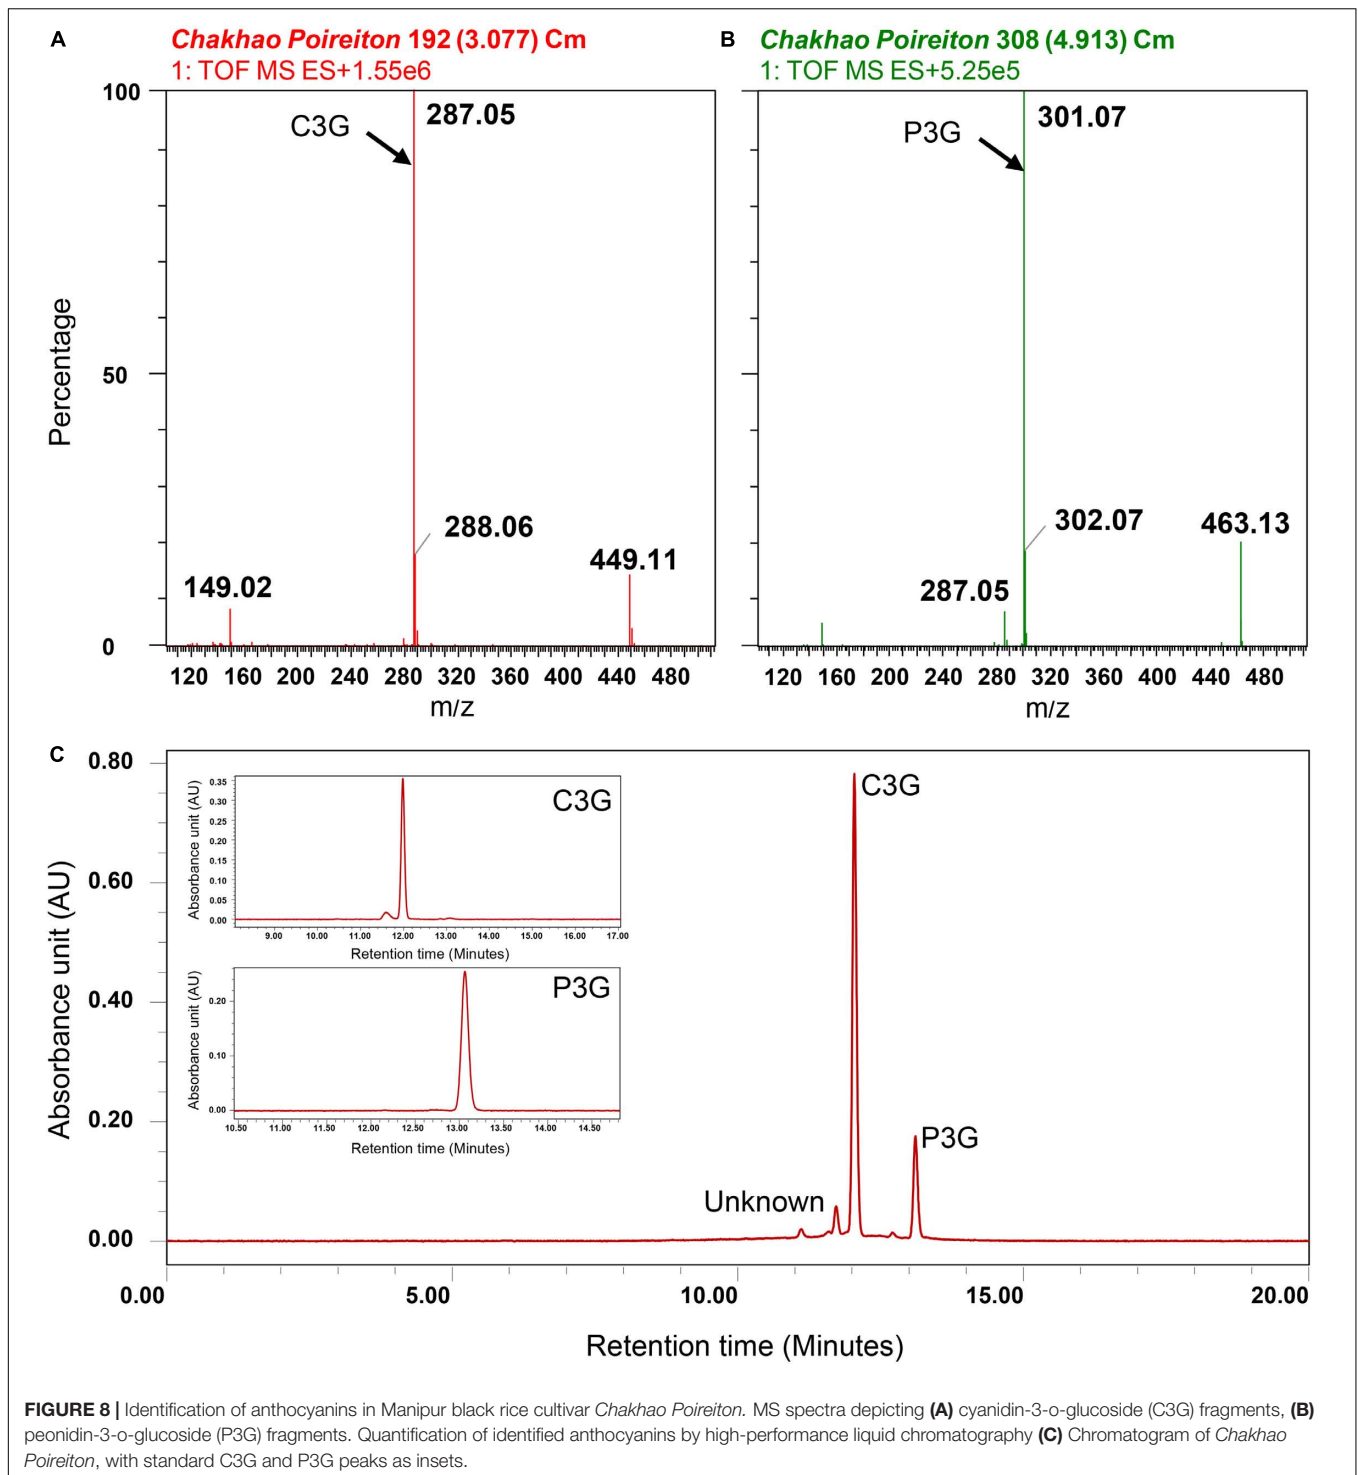 A
Chakhao Poireiton 192 (3.077) Cm
1: TOF MS ES+1.55e6
B
Chakhao Poireiton 308 (4.913) Cm
1: TOF MS ES+5.25e5
100
50
0
Percentage
C3G
287.05
288.06
149.02
449.11
120 160 200 240 280 320 360 400 440 480
m/z
P3G
301.07
302.07
287.05
463.13
120 160 200 240 280 320 360 400 440 480
m/z
C
0.80
0.60
0.40
0.20
0.00
Absorbance unit (AU)
C3G
0.35
0.30
0.25
0.20
0.15
0.10
0.05
0.00
Absorbance unit (AU)
9.00 10.00 11.00 12.00 13.00 14.00 15.00 16.00 17.00
Retention time (Minutes)
P3G
0.20
0.10
0.00
Absorbance unit (AU)
10.50 11.00 11.50 12.00 12.50 13.00 13.50 14.00 14.50
Retention time (Minutes)
C3G
P3G
Unknown
0.00 5.00 10.00 15.00 20.00
Retention time (Minutes)
FIGURE 8 | Identification of anthocyanins in Manipur black rice cultivar Chakhao Poireiton. MS spectra depicting (A) cyanidin-3-o-glucoside (C3G) fragments, (B)
peonidin-3-o-glucoside (P3G) fragments. Quantification of identified anthocyanins by high-performance liquid chromatography (C) Chromatogram of Chakhao
Poireiton, with standard C3G and P3G peaks as insets.